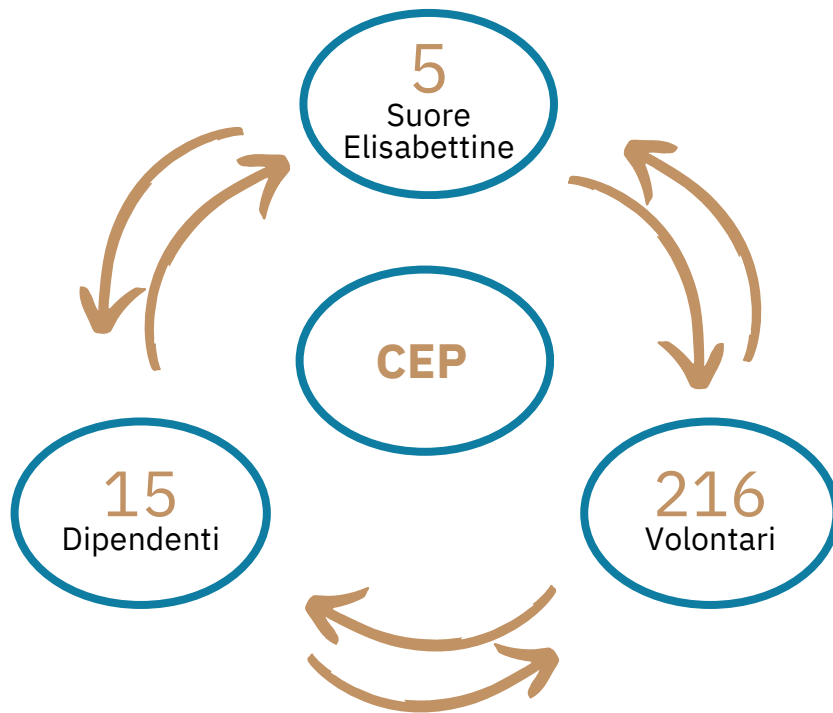 5
Suore
Elisabettine
CEP
15
Dipendenti
216
Volontari